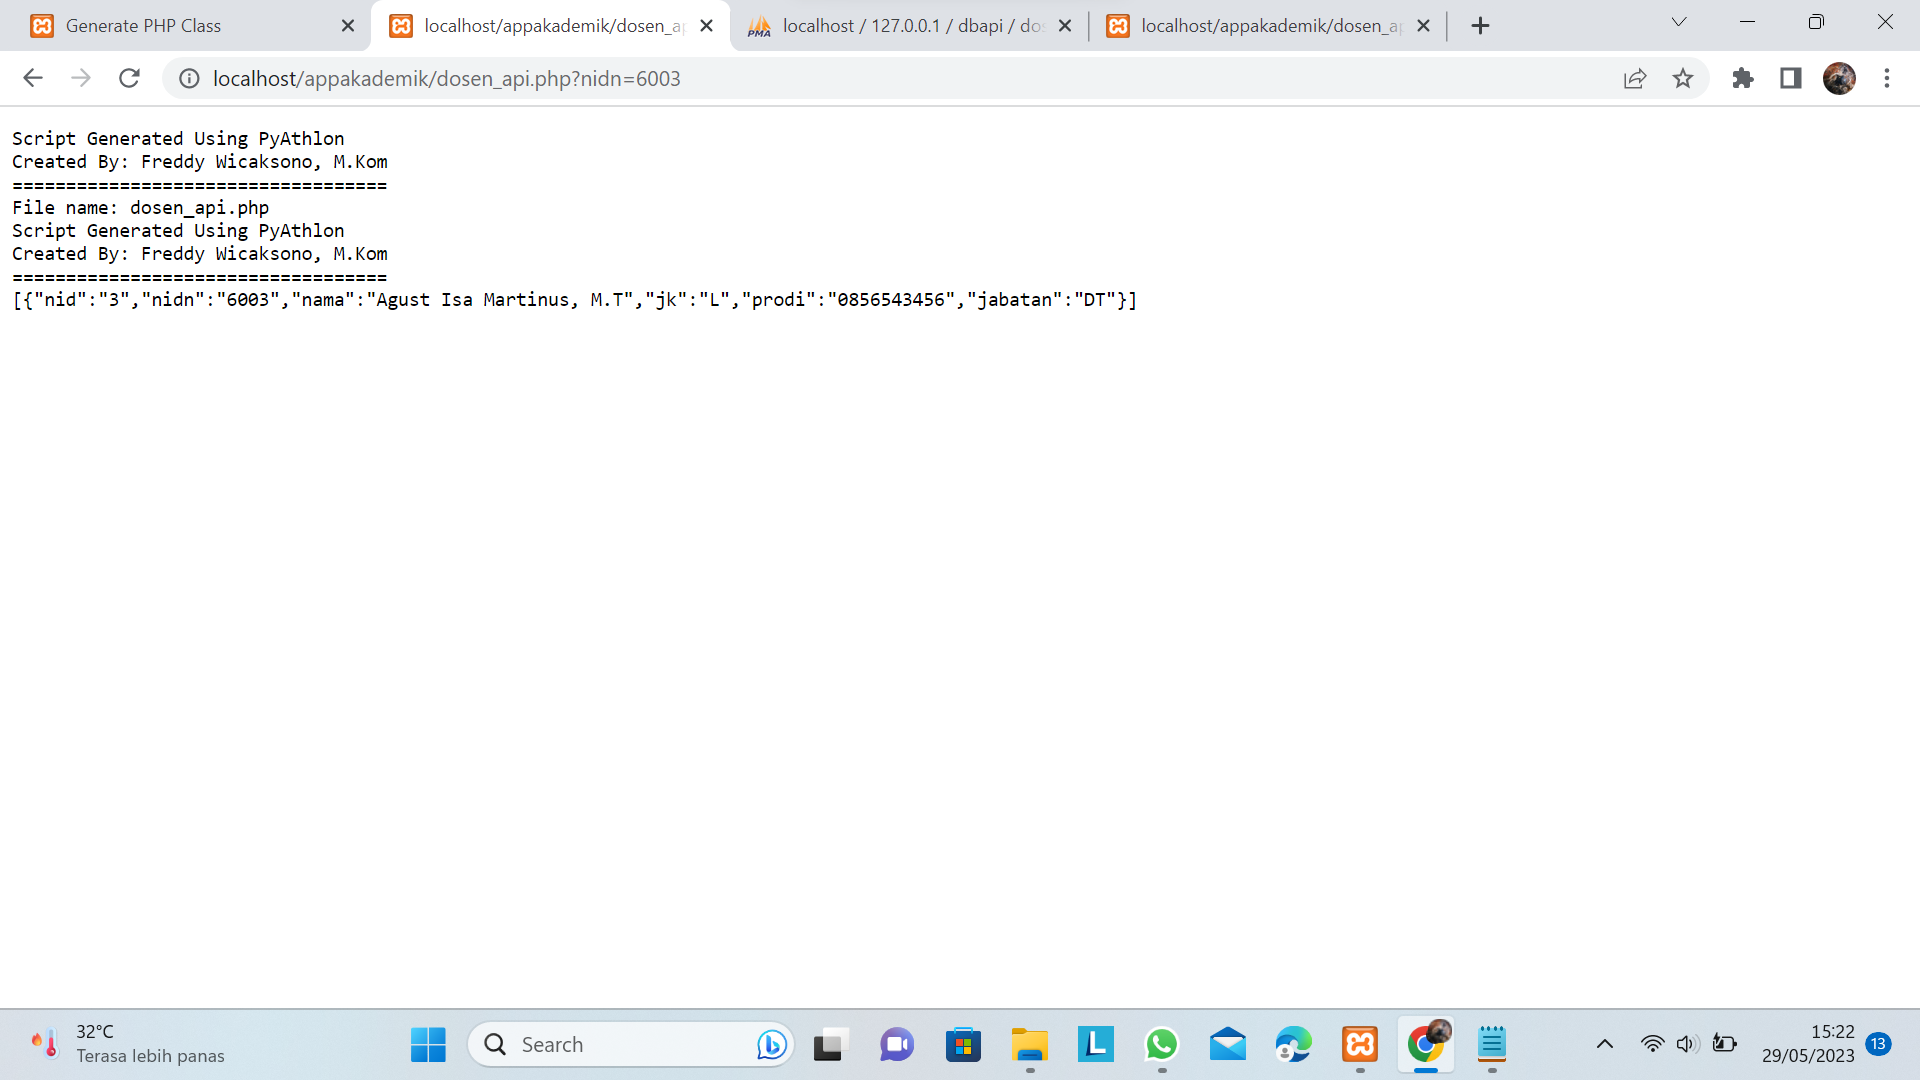 Generate PHP Class
localhost/appakademik/dosen_a
localhost / 127.0.0.1 / dbapi / do
localhost/appakademik/dosen_a
localhost/appakademik/dosen_api.php?nidn=6003
Script Generated Using PyAthlon
Created By: Freddy Wicaksono, M.Kom
===================================
File name: dosen_api.php
Script Generated Using PyAthlon
Created By: Freddy Wicaksono, M.Kom
===================================
[{"nid":"3","nidn":"6003","nama":"Agust Isa Martinus, M.T","jk":"L","prodi":"0856543456","jabatan":"DT"}]
32°C
Terasa lebih panas
Search
15:22
29/05/2023
13
PMA
L